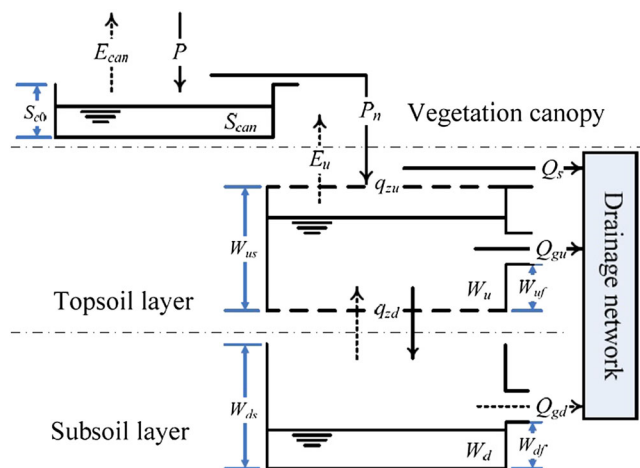 E_can
P
S_c0
S_can
P_n
Vegetation canopy
E_u
q_zu
Q_s
W_us
Q_gu
Topsoil layer
W_u
W_uf
q_zd
Drainage network
W_ds
Q_gd
Subsoil layer
W_d
W_df